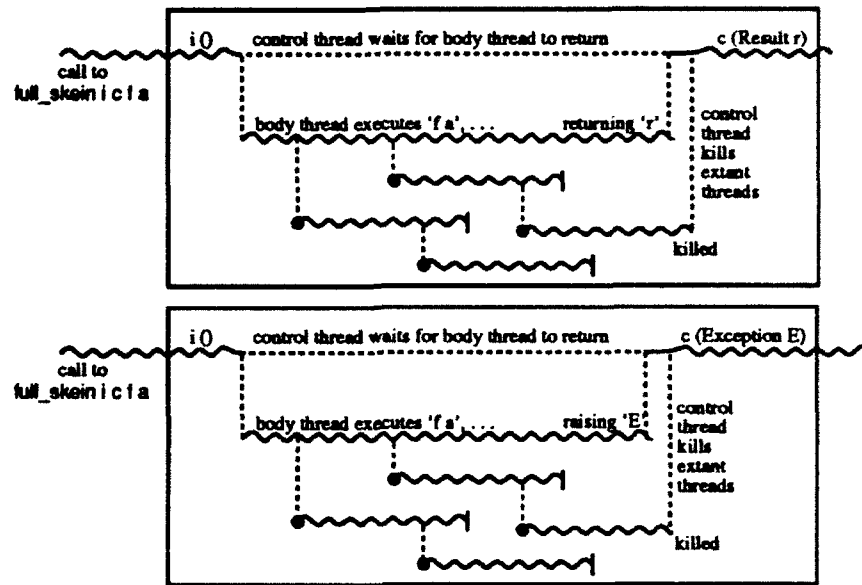 i ()
control thread waits for body thread to return
c (Result r)
call to
full_skein i c f a
body thread executes 'f a', . . .
returning 'r'
control
thread
kills
extant
threads
killed
i ()
control thread waits for body thread to return
c (Exception E)
call to
full_skein i c f a
body thread executes 'f a', . . .
raising 'E'
control
thread
kills
extant
threads
killed